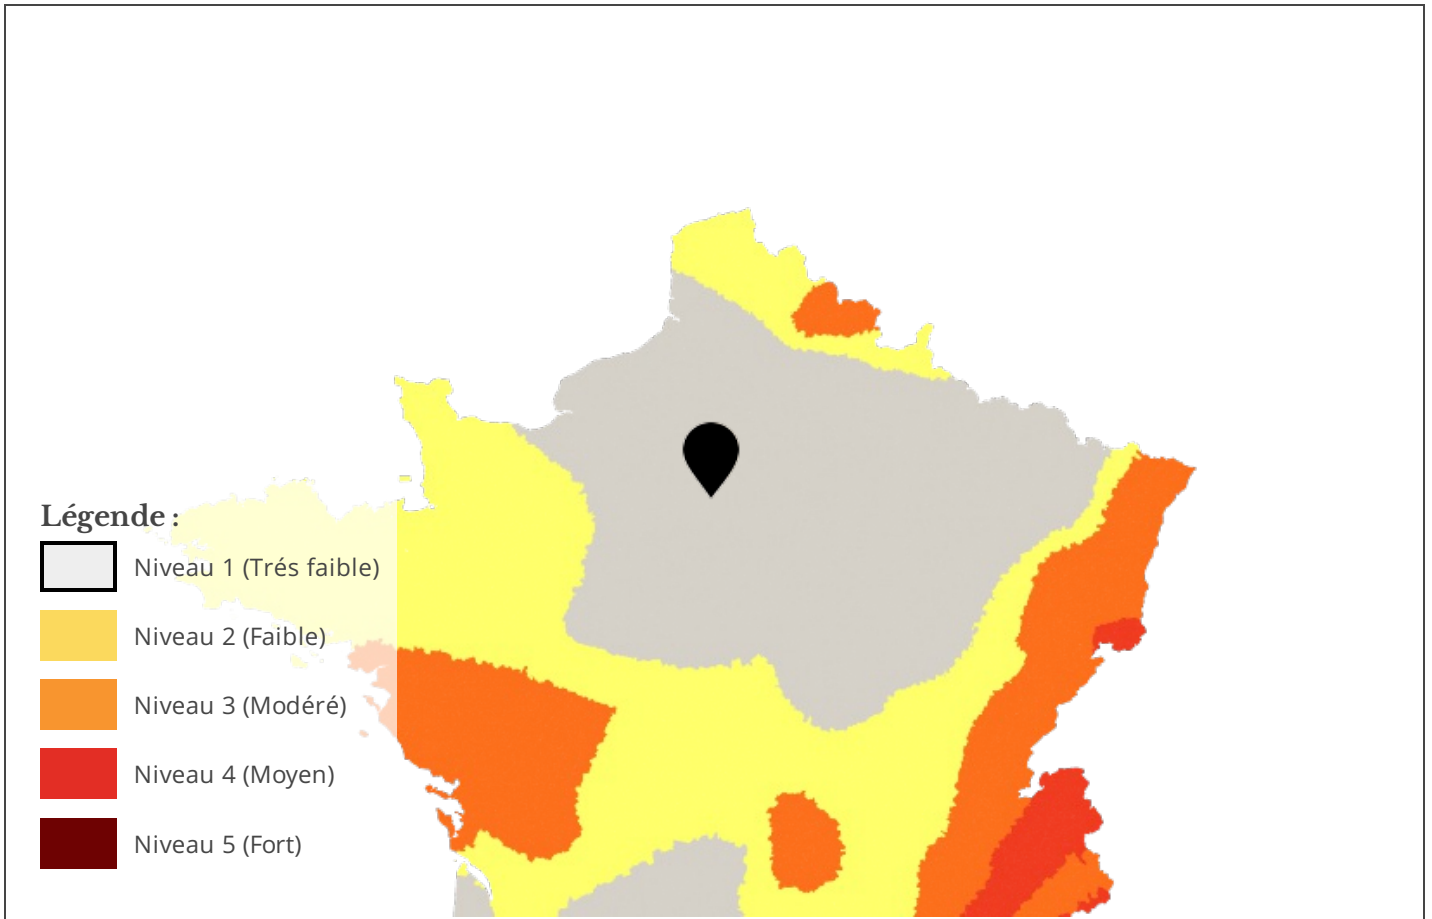 Légende :
Niveau 1 (Trés faible)
Niveau 2 (Faible)
Niveau 3 (Modéré)
Niveau 4 (Moyen)
Niveau 5 (Fort)